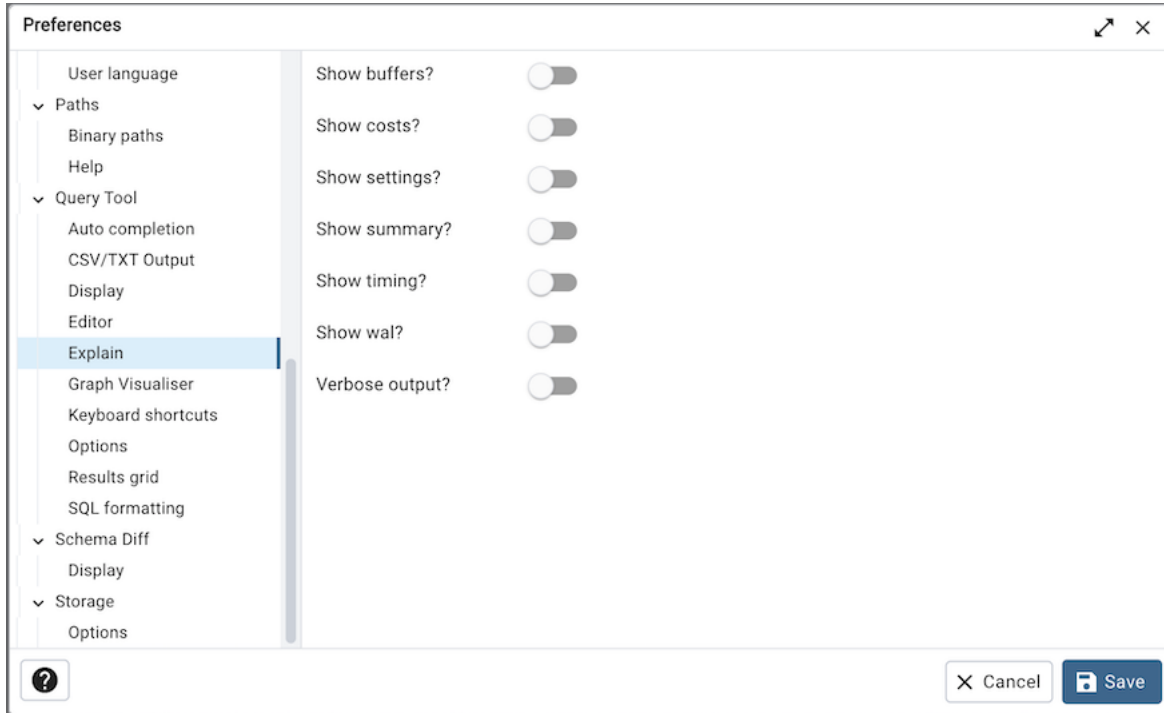 Preferences
User language
Paths
Binary paths
Help
Query Tool
Auto completion
CSV/TXT Output
Display
Editor
Explain
Graph Visualiser
Keyboard shortcuts
Options
Results grid
SQL formatting
Schema Diff
Display
Storage
Options
Show buffers?
Show costs?
Show settings?
Show summary?
Show timing?
Show wal?
Verbose output?
Cancel
Save